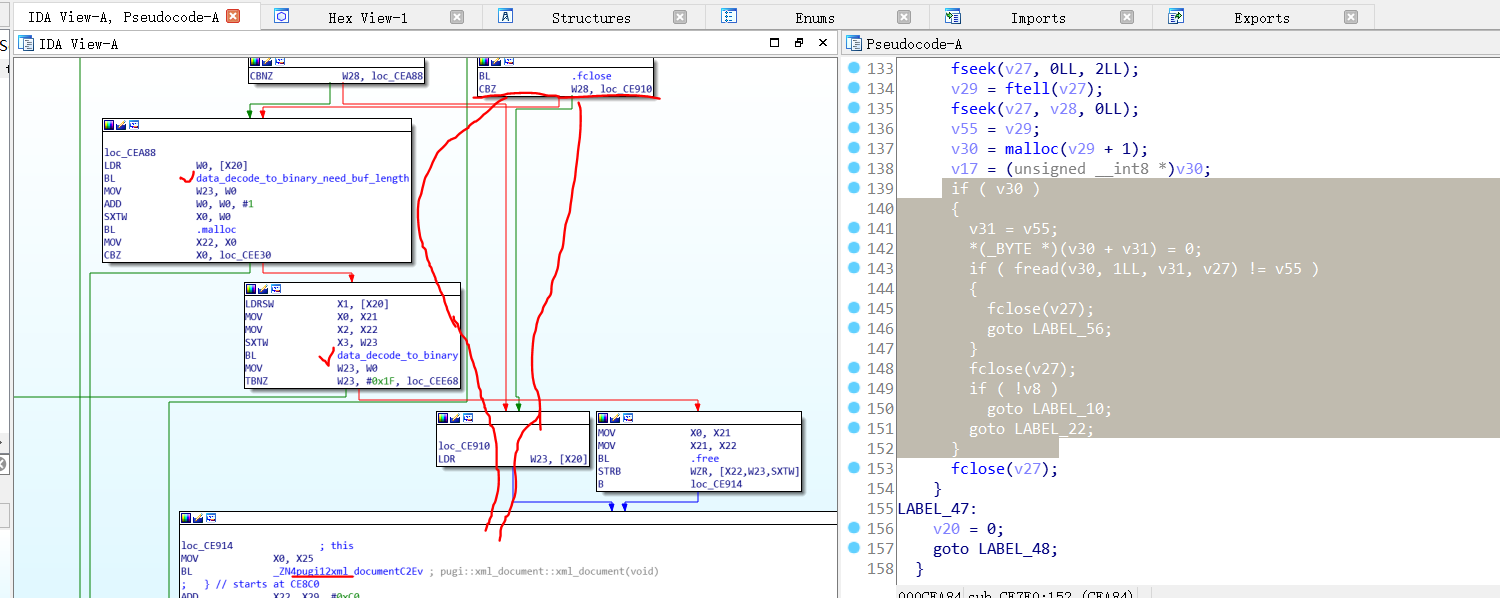 IDA View-A, Pseudocode-A
Hex View-1
Structures
Enums
Imports
Exports
IDA View-A
CBNZ W28, loc_CEA88
BL .fclose
CBZ W28, loc_CE910
loc_CEA88
LDR W0, [X20]
BL data_decode_to_binary_need_buf_length
MOV W23, W0
ADD W0, W0, #1
SXTW X0, W0
BL .malloc
MOV X22, X0
CBZ X0, loc_CEE30
LDRSW X1, [X20]
MOV X0, X21
MOV X2, X22
SXTW X3, W23
BL data_decode_to_binary
MOV W23, W0
TBNZ W23, #0x1F, loc_CEE68
loc_CE910
LDR W23, [X20]
MOV X0, X21
MOV X21, X22
BL .free
STRB WZR, [X22,W23,SXTW]
B loc_CE914
loc_CE914 ; this
MOV X0, X25
BL _ZN4pugi12xml_documentC2Ev ; pugi::xml_document::xml_document(void)
; } // starts at CE8C0
ADD X22, X29, #0xC0
Pseudocode-A
133 fseek(v27, 0LL, 2LL);
134 v29 = ftell(v27);
135 fseek(v27, v28, 0LL);
136 v55 = v29;
137 v30 = malloc(v29 + 1);
138 v17 = (unsigned __int8 *)v30;
139 if ( v30 )
140 {
141 v31 = v55;
142 *(_BYTE *)(v30 + v31) = 0;
143 if ( fread(v30, 1LL, v31, v27) != v55 )
144 {
145 fclose(v27);
146 goto LABEL_56;
147 }
148 fclose(v27);
149 if ( !v8 )
150 goto LABEL_10;
151 goto LABEL_22;
152 }
153 fclose(v27);
154 }
155 LABEL_47:
156 v20 = 0;
157 goto LABEL_48;
158 }